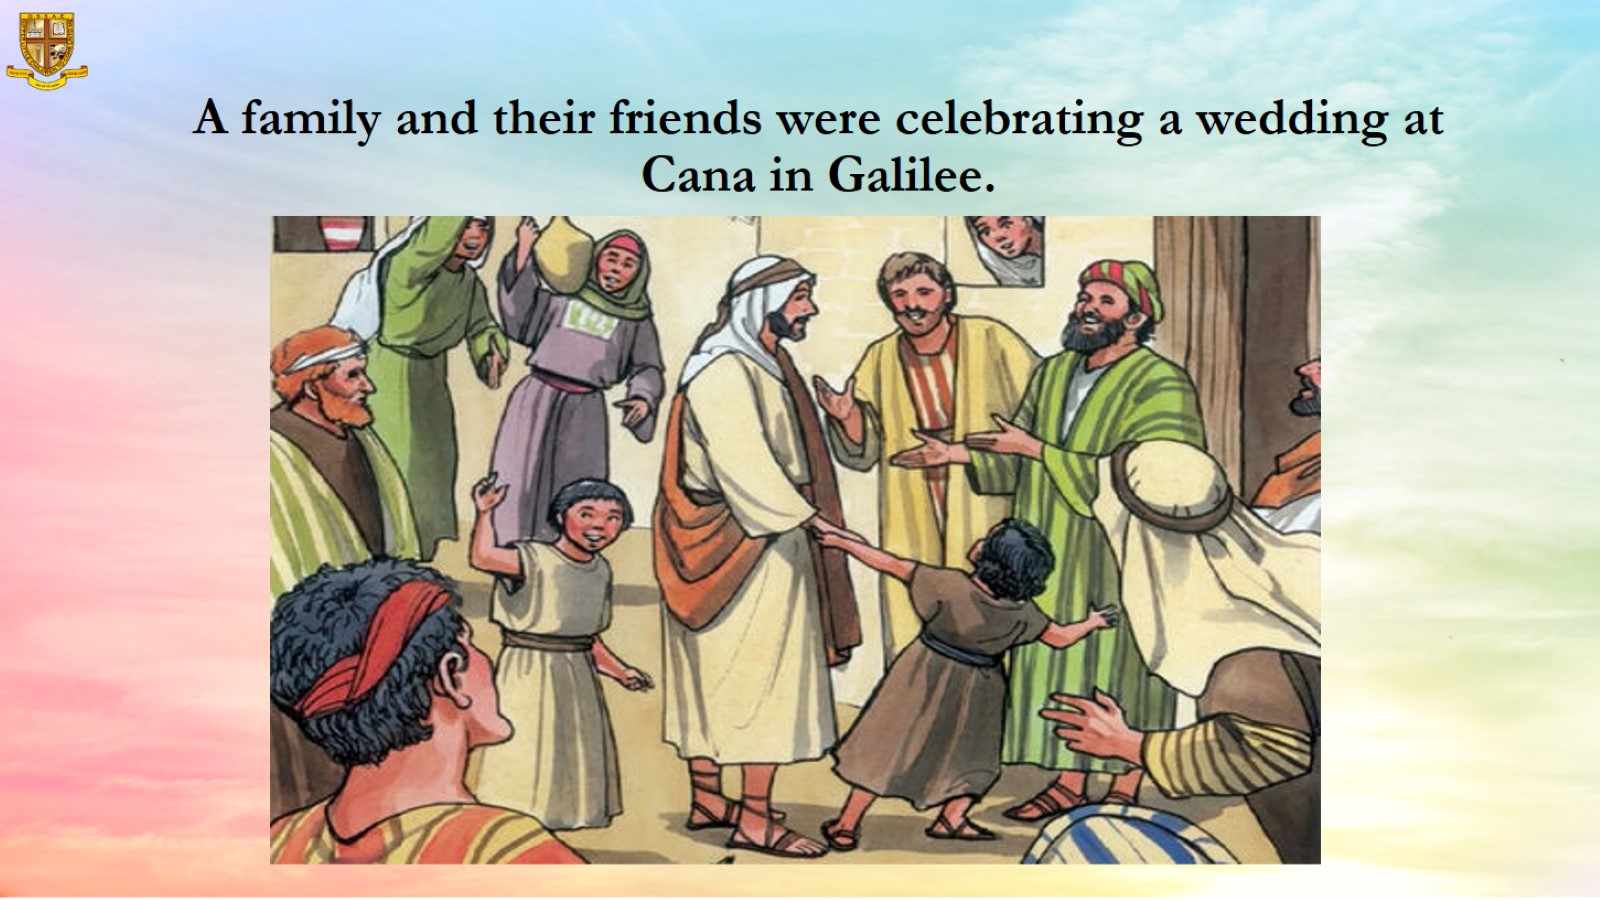 A family and their friends were celebrating a wedding at
Cana in Galilee.